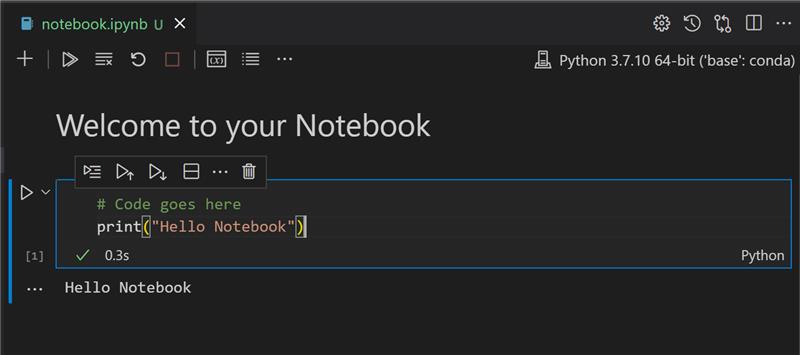 notebook.ipynb U
Python 3.7.10 64-bit ('base': conda)
Welcome to your Notebook
# Code goes here
print("Hello Notebook")
[1] 0.3s Python
Hello Notebook